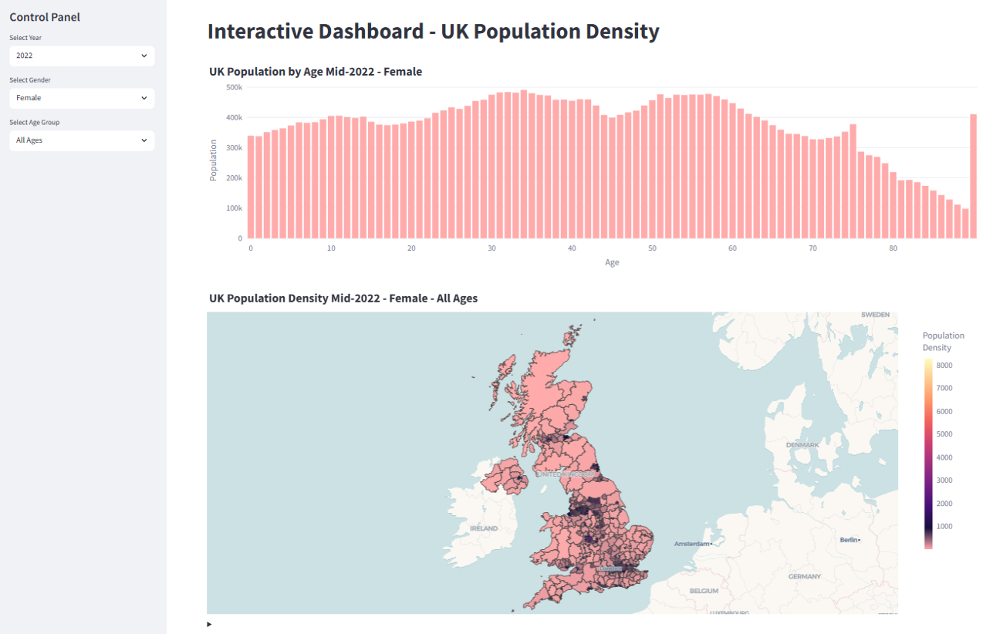 Control Panel
Select Year
2022
Select Gender
Female
Select Age Group
All Ages
Interactive Dashboard - UK Population Density
UK Population by Age Mid-2022 - Female
500k
400k
300k
200k
100k
0
Population
0 10 20 30 40 50 60 70 80
Age
UK Population Density Mid-2022 - Female - All Ages
SWEDEN
DENMARK
UNITED KINGDOM
IRELAND
Amsterdam
Berlin
London
GERMANY
BELGIUM
LUXEMBOURG
Population
Density
8000
7000
6000
5000
4000
3000
2000
1000